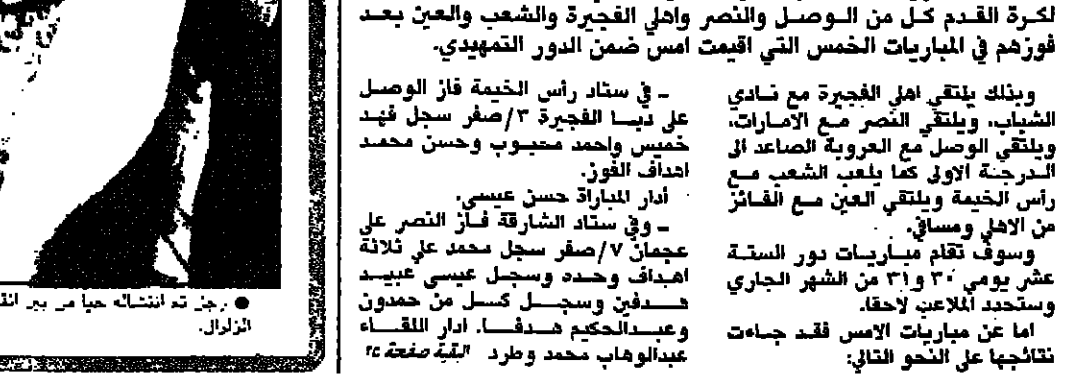 لكرة القدم كل من الوصل والنصر واهلي الفجيرة والشعب والعين بعد
فوزهم في المباريات الخمس التي اقيمت امس ضمن الدور التمهيدي.
وبذلك يلتقي اهلي الفجيرة مع نادي
الشباب، ويلتقي النصر مع الامارات،
ويلتقي الوصل مع العروبة الصاعد الى
الدرجة الاولى كما يلعب الشعب مع
رأس الخيمة ويلتقي العين مع الفائز
من الاهلي ومسافي.
وسوف تقام مباريات دور الستة
عشر يومي ٣٠ و٣١ من الشهر الجاري
وستحدد الملاعب لاحقا.
اما عن مباريات الامس فقد جاءت
نتائجها على النحو التالي:
ـ في ستاد رأس الخيمة فاز الوصل
على دبا الفجيرة ٣/صفر سجل فهد
خميس واحمد محبوب وحسن محمد
اهداف الفوز.
أدار المباراة حسن عيسى.
ـ وفي ستاد الشارقة فاز النصر على
عجمان ٧/صفر سجل محمد علي ثلاثة
اهداف وحده وسجل عيسى عبيد
هدفين وسجل كل من حمدون
وعبدالحكيم هدفا. ادار اللقاء
عبدالوهاب محمد وطرد البقية صفحة ٢٥
● رجل تم انتشاله حيا من بين
الزلزال.